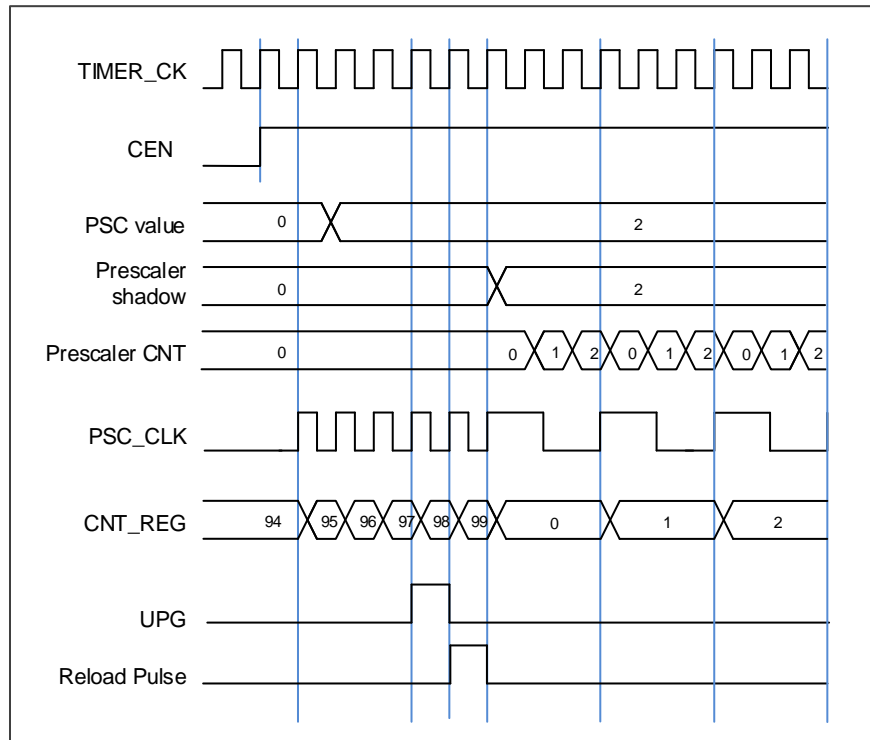 TIMER_CK
CEN
PSC value 0 2
Prescaler
shadow 0 2
Prescaler CNT 0 0 1 2 0 1 2 0 1 2
PSC_CLK
CNT_REG 94 95 96 97 98 99 0 1 2
UPG
Reload Pulse